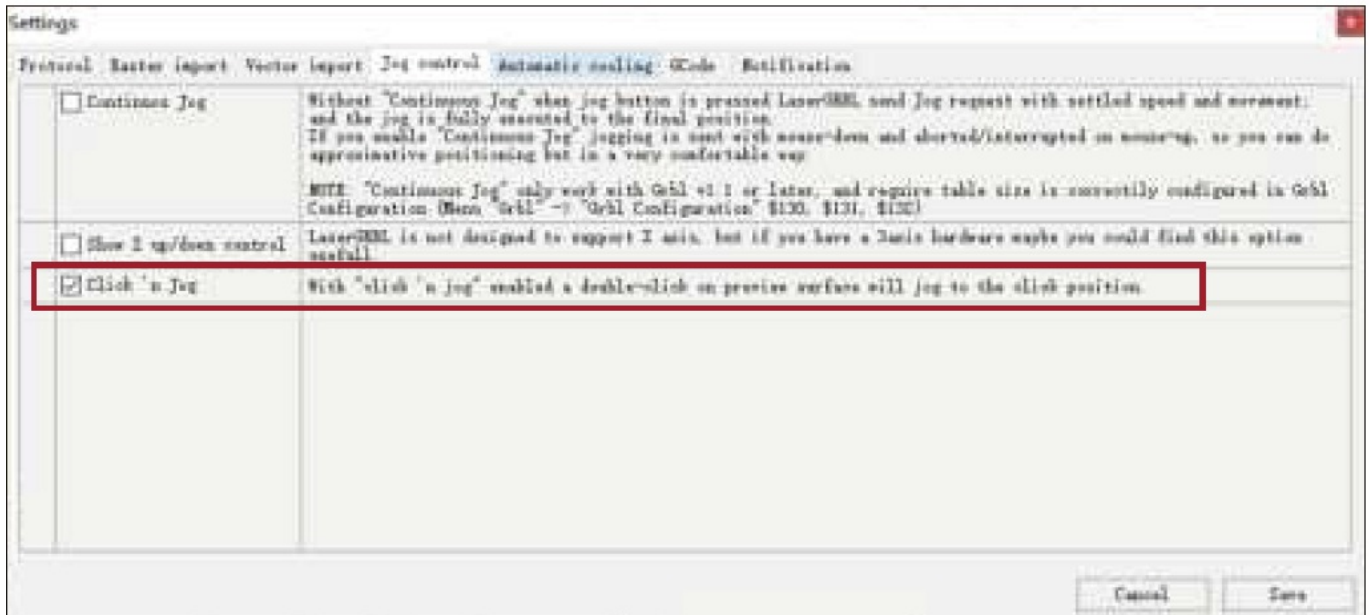 Settings
Protocol Raster import Vector import Jog control Automatic cooling GCode Notification
Continuos Jog
Without "Continuous Jog" when jog button is pressed LaserGRBL send Jog request with settled speed and movement,
and the jog is fully executed to the final position.
If you enable "Continuous Jog" jogging is sent with mouse-down and aborted/interrupted on mouse-up, so you can do
approximative positioning but in a very comfortable way
NOTE: "Continuous Jog" only work with Grbl v1.1 or later, and require table size is correctily configured in Grbl
Configuration (Menu "Grbl" -> "Grbl Configuration" $130, $131, $132)
Show Z up/down control
LaserGRBL is not designed to support Z axis, but if you have a 3axis hardware maybe you could find this option
usefull
Click 'n Jog
With "click 'n jog" enabled a double-click on preview surface will jog to the click position.
Cancel
Save